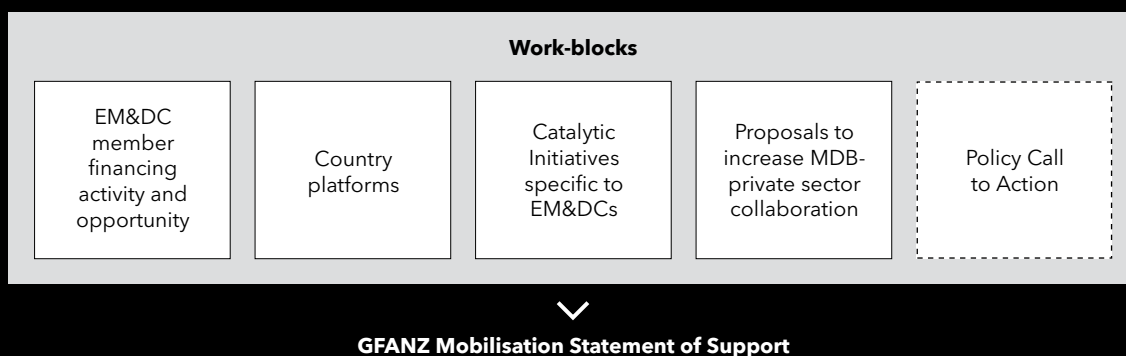 Work-blocks
EM&DC
member
financing
activity and
opportunity
Country
platforms
Catalytic
Initiatives
specific to
EM&DCs
Proposals to
increase MDB-
private sector
collaboration
Policy Call
to Action
GFANZ Mobilisation Statement of Support